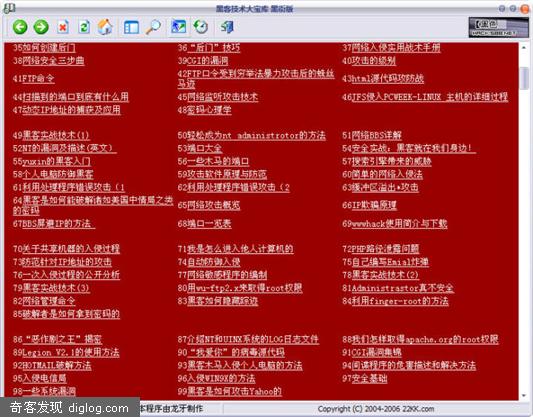 黑客技术大宝库 黑衔版
【黑色】
HACK58.NET
35如何创建后门 36“后门”技巧 37网络入侵实用战术手册
38网络安全三步曲 39CGI的漏洞 40攻击的级别
41FTP命令 42FTP口令受到穷举法暴力攻击后的蛛丝马迹 43html源代码攻防战
44扫描到的端口到底有什么用 45网络监听攻击技术 46JFS侵入PCWEEK-LINUX 主机的详细过程
47动态IP地址的捕获及应用 48密码心理学
49黑客实战技术(1) 50轻松成为nt administrotor的方法 51网络BBS详解
52NT的漏洞及描述(英文) 53端口大全 54安全实战：黑客就在我们身边!
55yuxin的黑客入门 56一些木马的端口 57搜索引擎带来的威胁
58个人电脑防御黑客 59攻击软件原理与防范 60简单的网络入侵法
61利用处理程序错误攻击（1 62利用处理程序错误攻击（2 63缓冲区溢出*攻击
64黑客是如何能破解诸如美国中情局之类的密码 65网络攻击概览 66IP欺骗原理
67BBS屏避IP的方法 68端口一览表 69wwwhack使用简介与下载
70关于共享机器的入侵过程 71我是怎么进入他人计算机的 72PHP路径泄露问题
73防范针对IP地址的攻击 74自动防御入侵 75自己编写Emial炸弹
76一次入侵过程的公开分析 77网络敏感程序的编制 78黑客实战技术(2)
79黑客实战技术(3) 80用wu-ftp2.x来取得root权限 81Administrastor真不安全
82网络管理命令 83黑客如何隐藏踪迹 84利用finger-root的方法
85破解者是如何拿到密码的
86“恶作剧之王”揭密 87介绍NT和UINX系统的LOG日志文件 88我们怎样取得apache.org的root权限
89Legion V2.1的使用方法 90“我爱你”的病毒源代码 91CGI漏洞集锦
92HOTMAIL破解方法 93黑客木马入侵个人电脑的方法 94间谍程序的危害描述和解决方法
95入侵电信局 96入侵WIN9X的方法 97安全基础
98一些系统漏洞 99黑客是如何攻击Yahoo的
本程序由龙牙制作 Copyright (C) 2004-2006 22KK.com
奇客发现 diglog.com